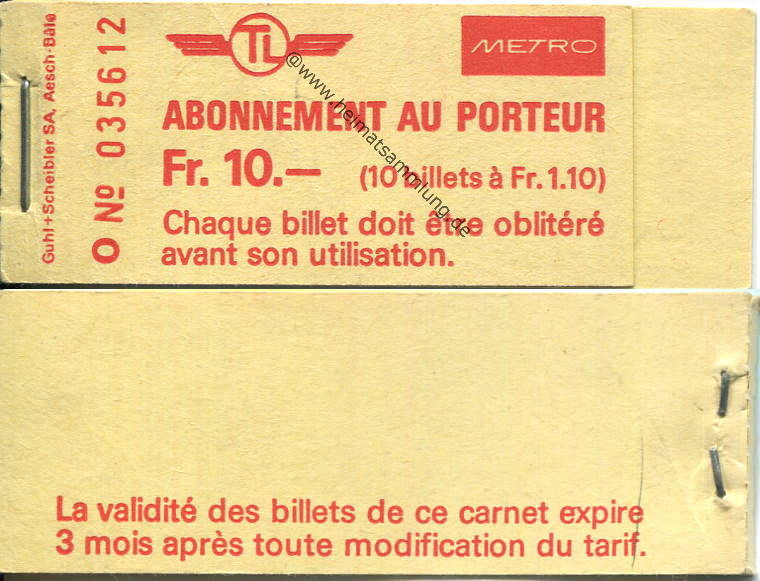 Guhl+Scheibler SA, Aesch-Bâle
O Nº 035612
TL
METRO
ABONNEMENT AU PORTEUR
Fr. 10.— (10 billets à Fr. 1.10)
Chaque billet doit être oblitéré
avant son utilisation.
@www.heimatsammlung.de
La validité des billets de ce carnet expire
3 mois après toute modification du tarif.